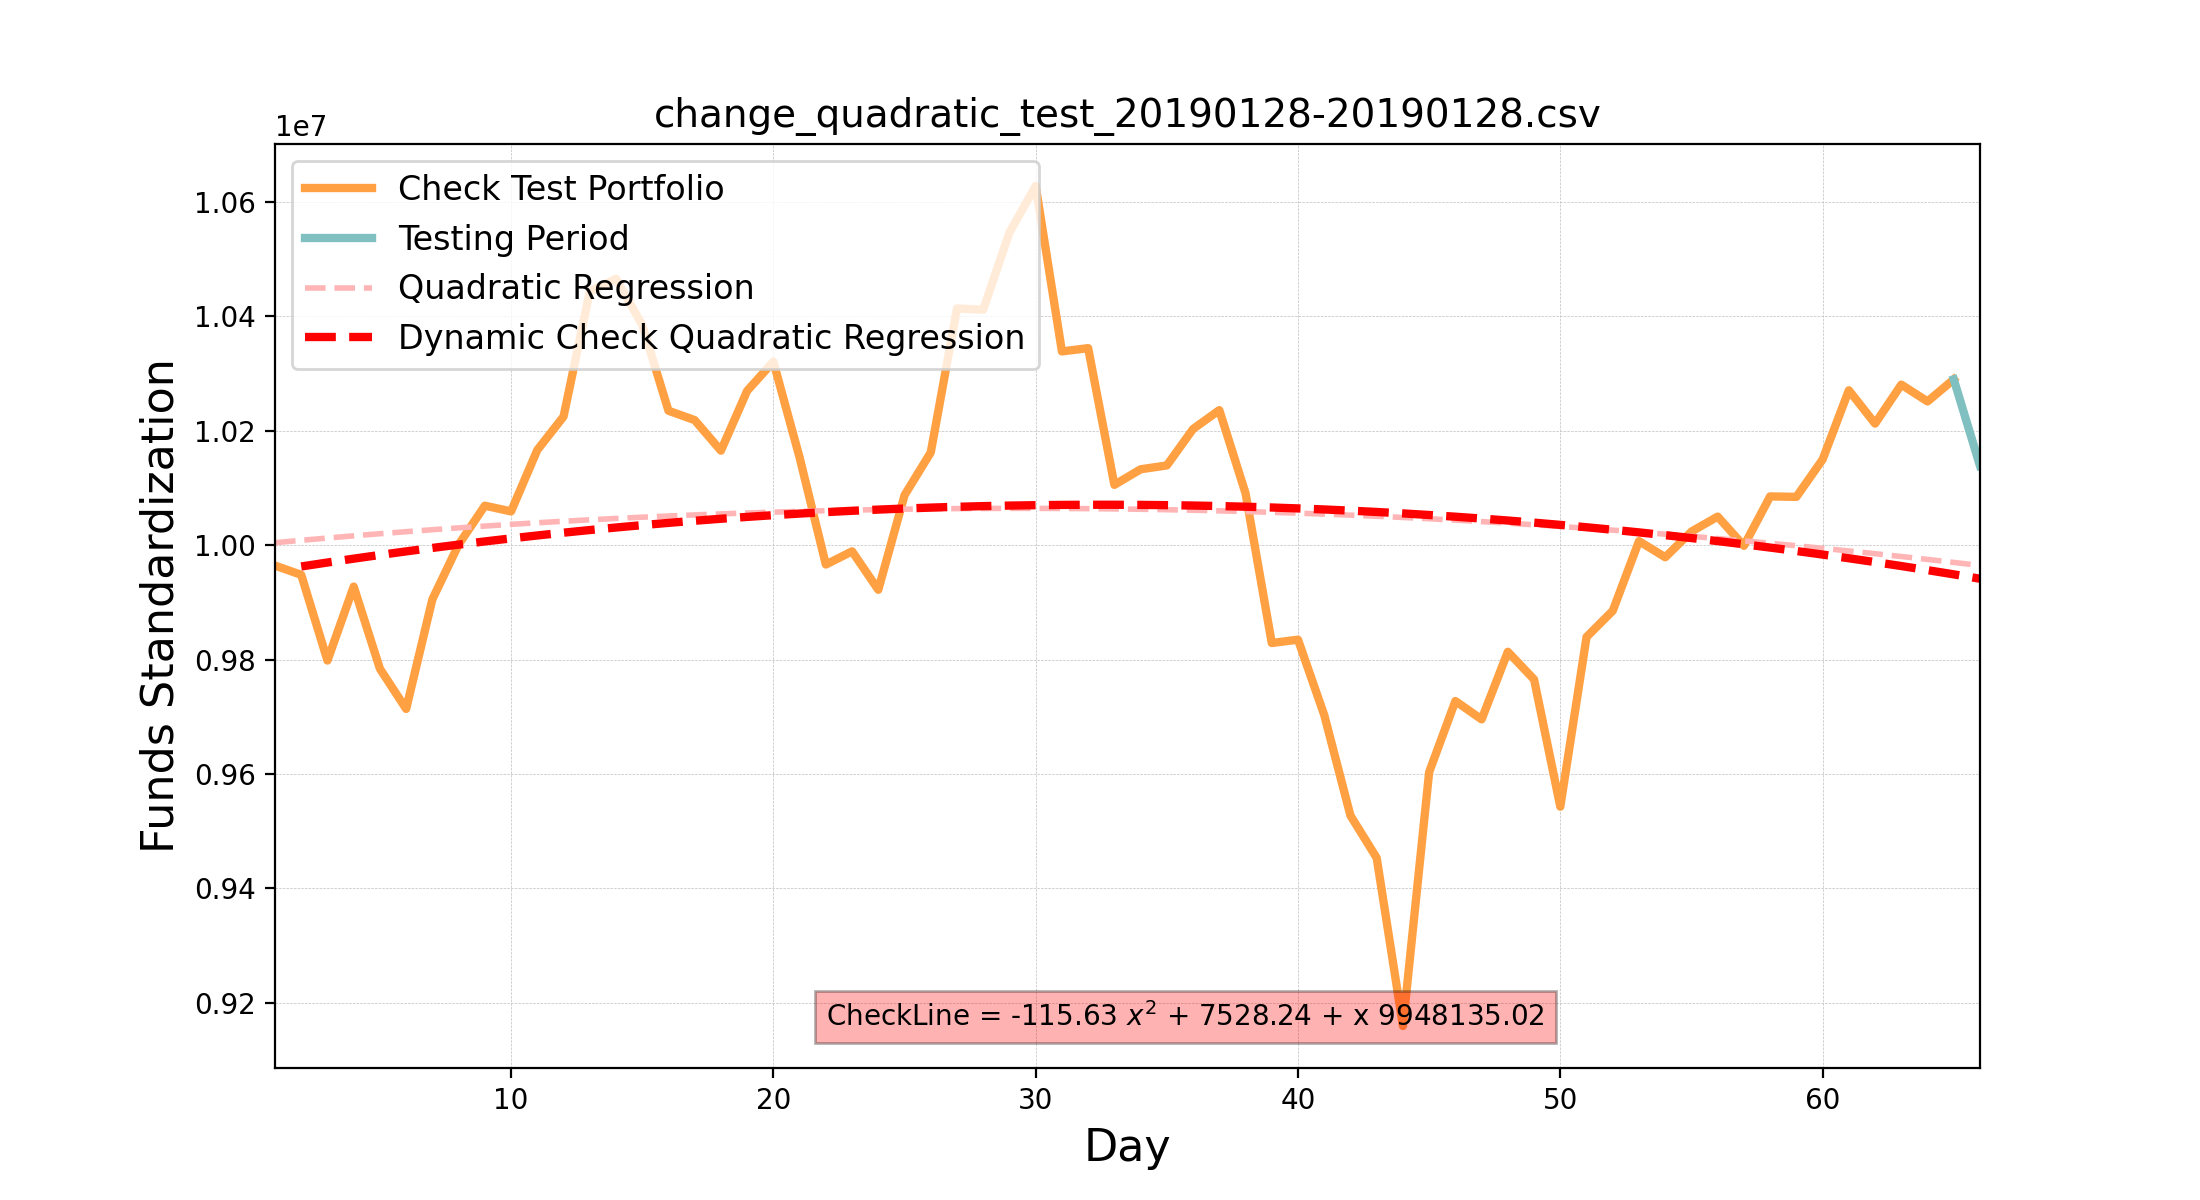 change_quadratic_test_20190128-20190128.csv
1e7
Check Test Portfolio
Testing Period
Quadratic Regression
Dynamic Check Quadratic Regression
1.06
1.04
1.02
1.00
0.98
0.96
0.94
0.92
Funds Standardization
CheckLine = -115.63 x² + 7528.24 + x 9948135.02
10 20 30 40 50 60
Day